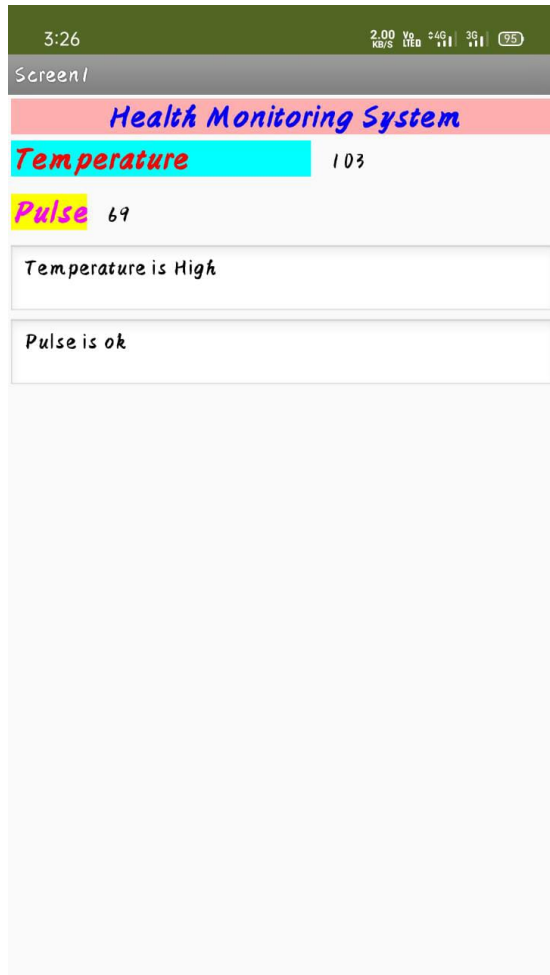 3:26 2.00 KB/S Vo LTED 4G 3G 95
Screen1
Health Monitoring System
Temperature 103
Pulse 69
Temperature is High
Pulse is ok